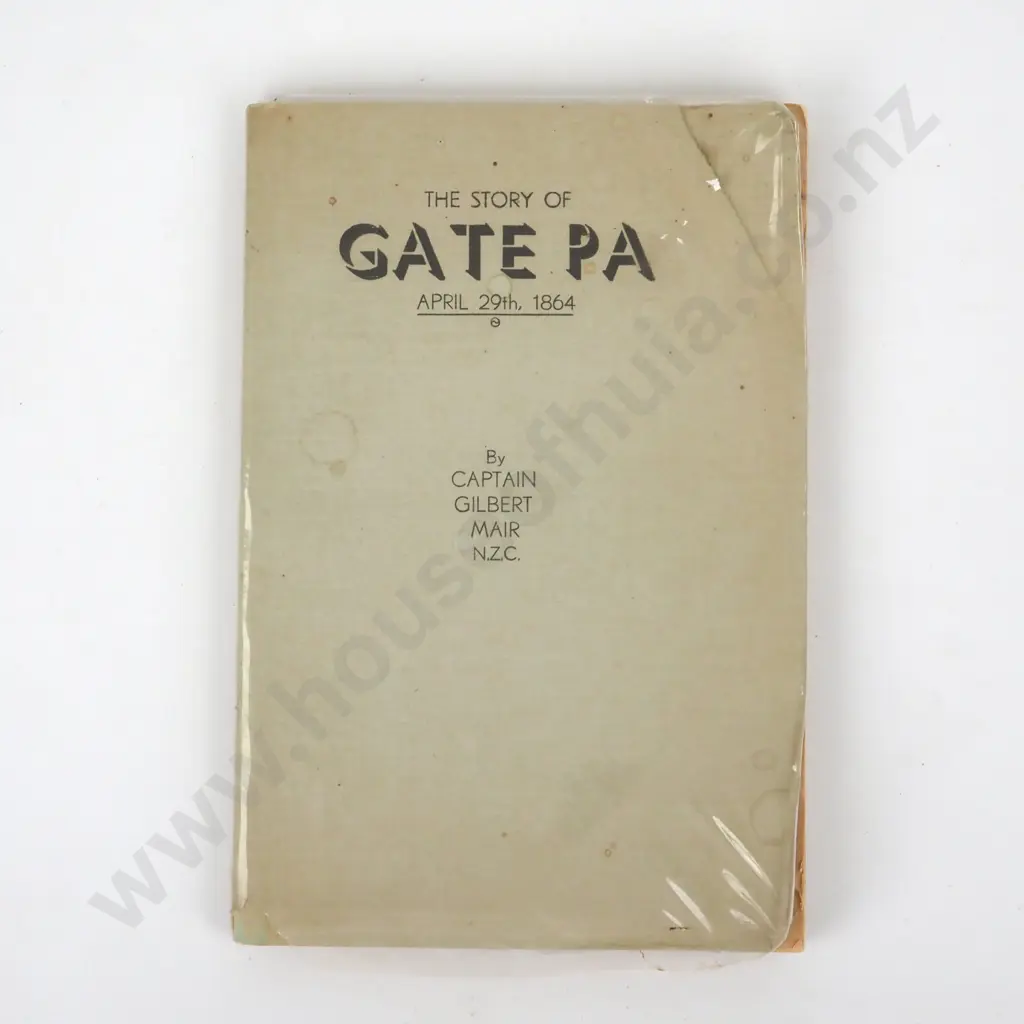 THE STORY OF
GATE PA
APRIL 29th, 1864
By
CAPTAIN
GILBERT
MAIR
N.Z.C.
www.houseofhuia.co.nz